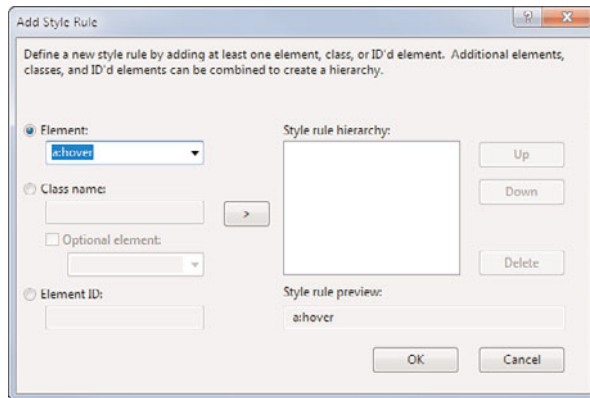 Add Style Rule
Define a new style rule by adding at least one element, class, or ID'd element. Additional elements,
classes, and ID'd elements can be combined to create a hierarchy.
Element:
a:hover
Class name:
Optional element:
Element ID:
>
Style rule hierarchy:
Up
Down
Delete
Style rule preview:
a:hover
OK
Cancel